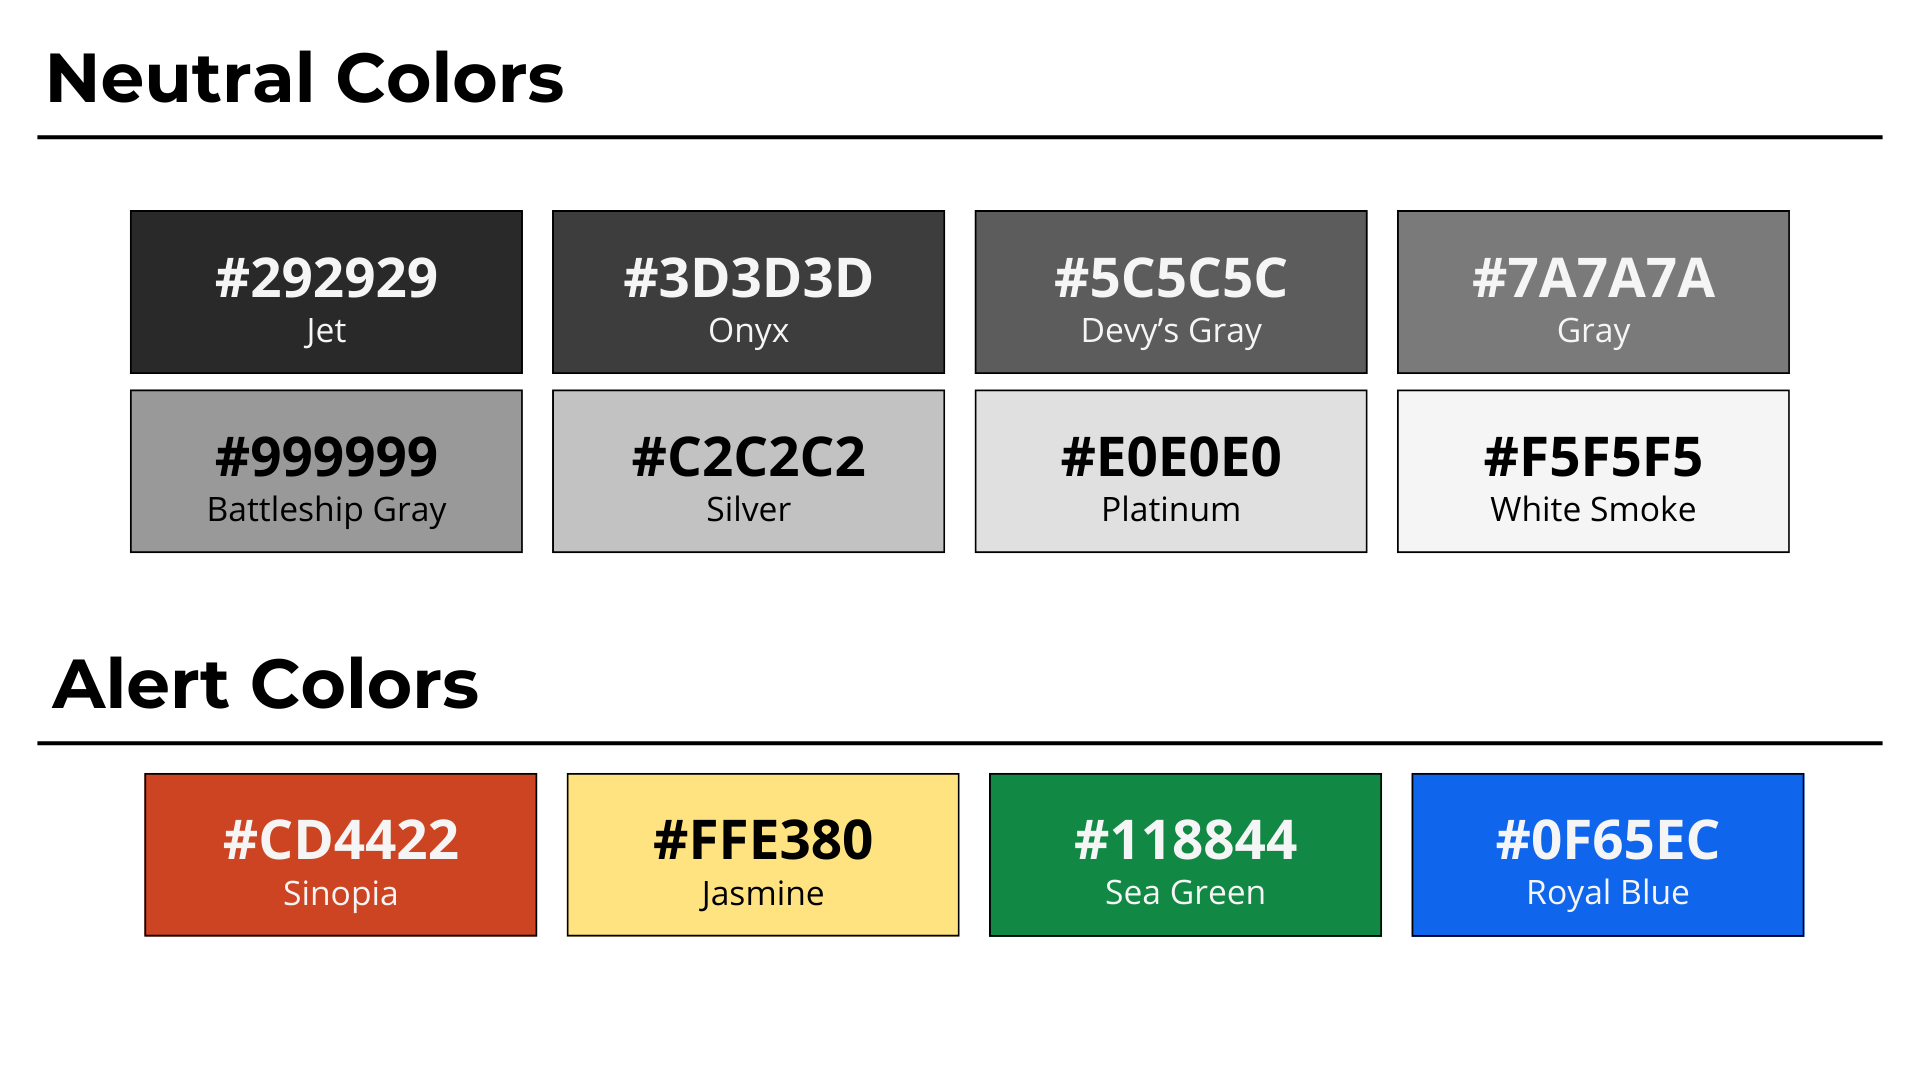 Neutral Colors
#292929
Jet
#3D3D3D
Onyx
#5C5C5C
Devy’s Gray
#7A7A7A
Gray
#999999
Battleship Gray
#C2C2C2
Silver
#E0E0E0
Platinum
#F5F5F5
White Smoke
Alert Colors
#CD4422
Sinopia
#FFE380
Jasmine
#118844
Sea Green
#0F65EC
Royal Blue